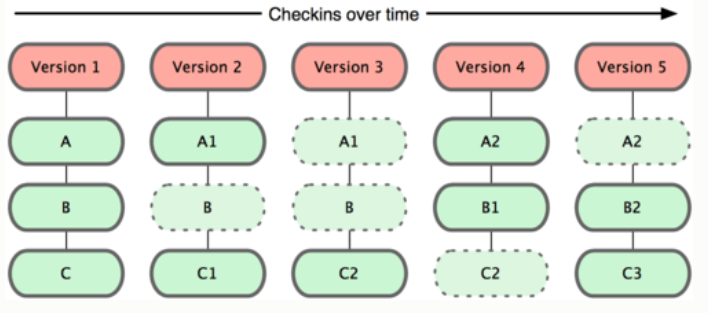 Checkins over time
Version 1 Version 2 Version 3 Version 4 Version 5
A A1 A1 A2 A2
B B B B1 B2
C C1 C2 C2 C3